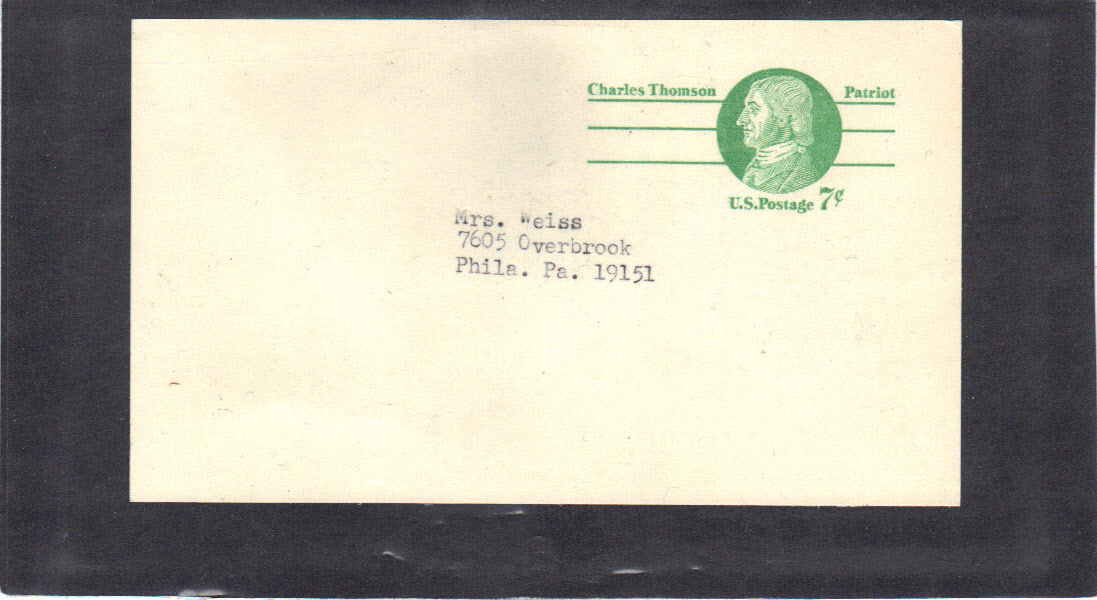 Charles Thomson Patriot
U.S.Postage 7¢
Mrs. Weiss
7605 Overbrook
Phila. Pa. 19151